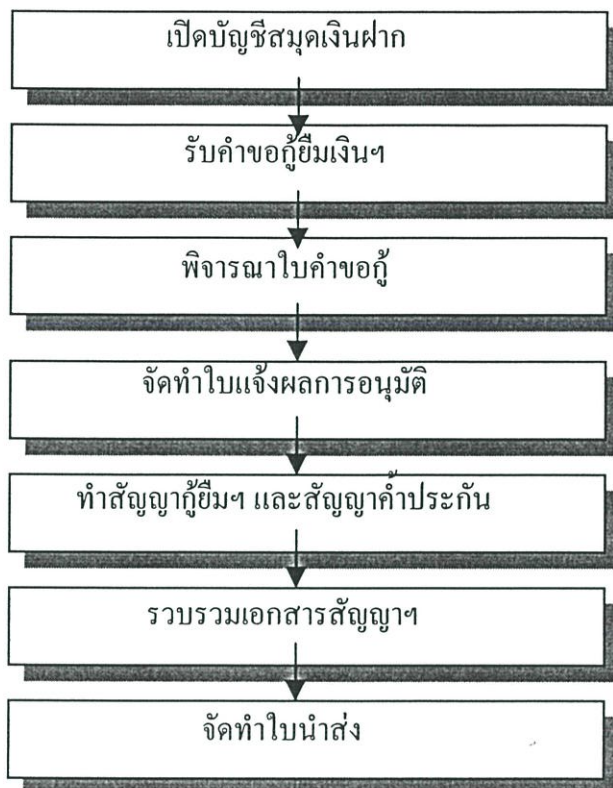 เปิดบัญชีสมุดเงินฝาก
รับคำขอกู้ยืมเงินฯ
พิจารณาใบคำขอกู้
จัดทำใบแจ้งผลการอนุมัติ
ทำสัญญากู้ยืมฯ และสัญญาค้ำประกัน
รวบรวมเอกสารสัญญาฯ
จัดทำใบนำส่ง